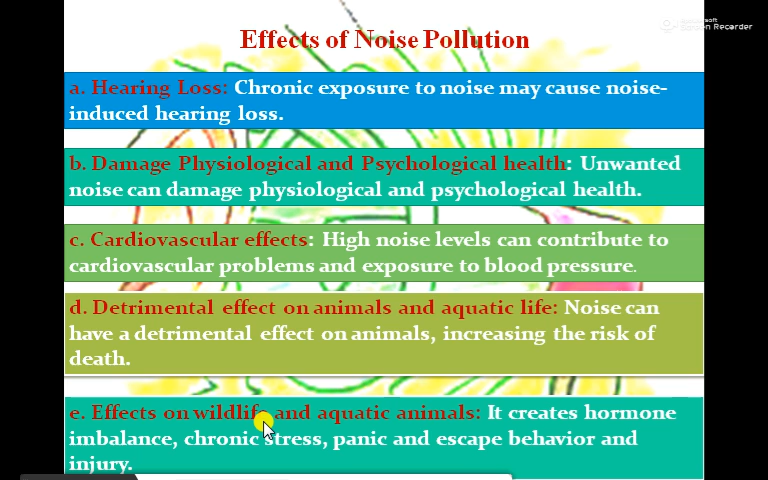 Effects of Noise Pollution
Screen Recorder
a. Hearing Loss: Chronic exposure to noise may cause noise-
induced hearing loss.
b. Damage Physiological and Psychological health: Unwanted
noise can damage physiological and psychological health.
c. Cardiovascular effects: High noise levels can contribute to
cardiovascular problems and exposure to blood pressure.
d. Detrimental effect on animals and aquatic life: Noise can
have a detrimental effect on animals, increasing the risk of
death.
e. Effects on wildlife and aquatic animals: It creates hormone
imbalance, chronic stress, panic and escape behavior and
injury.